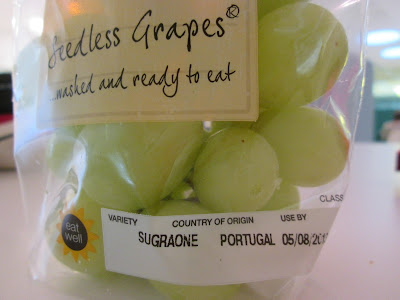 Seedless Grapes©
...washed and ready to eat
eat
well
VARIETY COUNTRY OF ORIGIN USE BY
CLASS
SUGRAONE PORTUGAL 05/08/